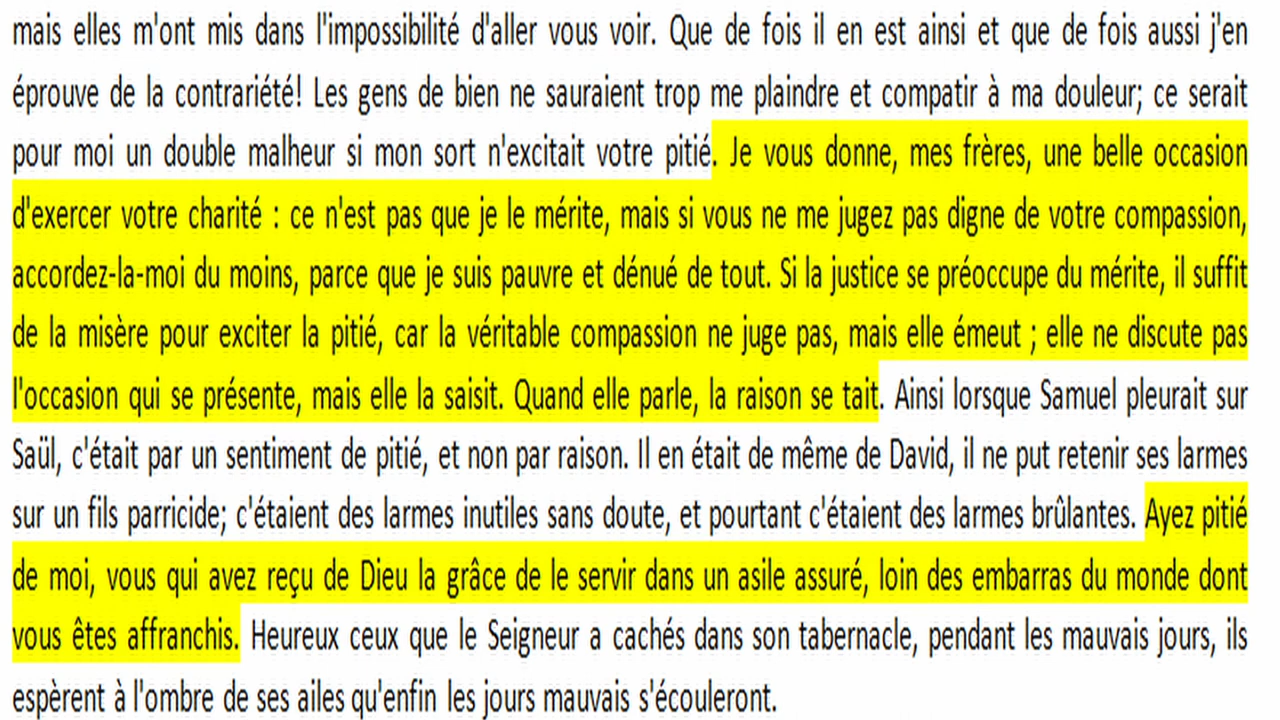 mais elles m'ont mis dans l'impossibilité d'aller vous voir. Que de fois il en est ainsi et que de fois aussi j'en
éprouve de la contrariété! Les gens de bien ne sauraient trop me plaindre et compatir à ma douleur; ce serait
pour moi un double malheur si mon sort n'excitait votre pitié. Je vous donne, mes frères, une belle occasion
d'exercer votre charité : ce n'est pas que je le mérite, mais si vous ne me jugez pas digne de votre compassion,
accordez-la-moi du moins, parce que je suis pauvre et dénué de tout. Si la justice se préoccupe du mérite, il suffit
de la misère pour exciter la pitié, car la véritable compassion ne juge pas, mais elle émeut ; elle ne discute pas
l'occasion qui se présente, mais elle la saisit. Quand elle parle, la raison se tait. Ainsi lorsque Samuel pleurait sur
Saül, c'était par un sentiment de pitié, et non par raison. Il en était de même de David, il ne put retenir ses larmes
sur un fils parricide; c'étaient des larmes inutiles sans doute, et pourtant c'étaient des larmes brûlantes. Ayez pitié
de moi, vous qui avez reçu de Dieu la grâce de le servir dans un asile assuré, loin des embarras du monde dont
vous êtes affranchis. Heureux ceux que le Seigneur a cachés dans son tabernacle, pendant les mauvais jours, ils
espèrent à l'ombre de ses ailes qu'enfin les jours mauvais s'écouleront.